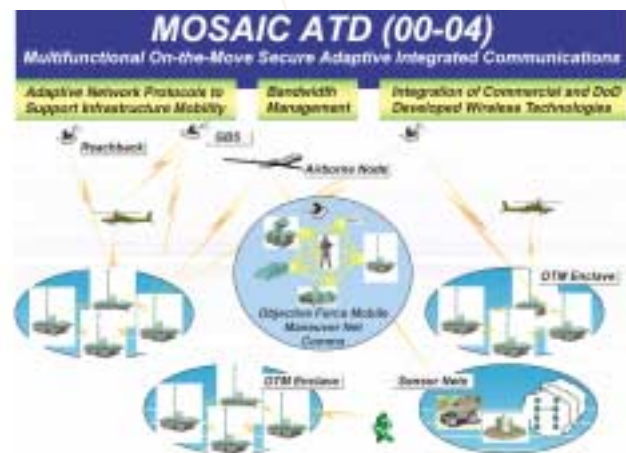 MOSAIC ATD (00-04)
Multifunctional On-the-Move Secure Adaptive Integrated Communications
Adaptive Network Protocols to
Support Infrastructure Mobility
Bandwidth
Management
Integration of Commercial and DoD
Developed Wireless Technologies
Reachback
GBS
Airborne Node
OTM Enclave
Objective Force Mobile
Maneuver Net
Comms
OTM Enclave
Sensor Nets